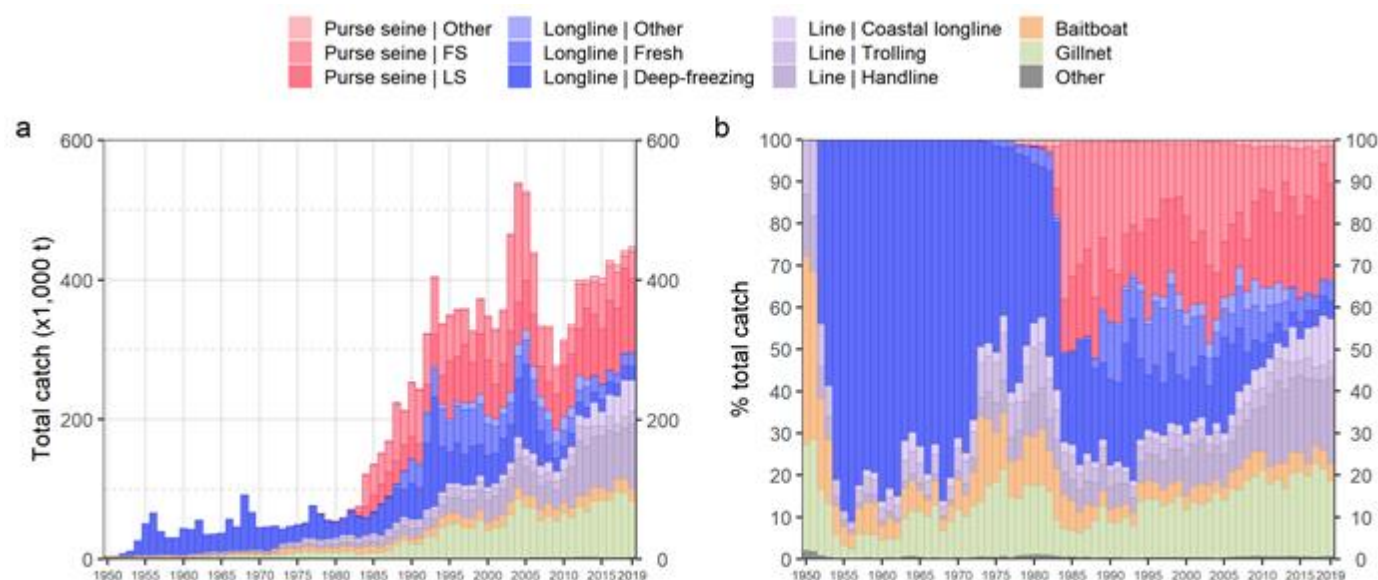 Purse seine | Other
Purse seine | FS
Purse seine | LS
Longline | Other
Longline | Fresh
Longline | Deep-freezing
Line | Coastal longline
Line | Trolling
Line | Handline
Baitboat
Gillnet
Other
a
Total catch (x1,000 t)
600
400
200
0
600
400
200
0
1950 1955 1960 1965 1970 1975 1980 1985 1990 1995 2000 2005 2010 2015 2019
b
% total catch
100
90
80
70
60
50
40
30
20
10
0
100
90
80
70
60
50
40
30
20
10
0
1950 1955 1960 1965 1970 1975 1980 1985 1990 1995 2000 2005 2010 2015 2019